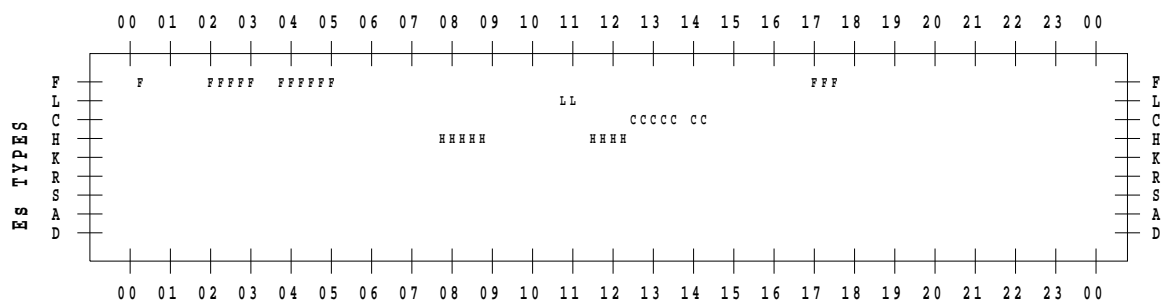 00 01 02 03 04 05 06 07 08 09 10 11 12 13 14 15 16 17 18 19 20 21 22 23 00
F F FFFFF FFFFFF FFF F
L LL L
C CCCCC CC C
H HHHHH HHHH H
K K
R R
S S
A A
D D
Es TYPES
00 01 02 03 04 05 06 07 08 09 10 11 12 13 14 15 16 17 18 19 20 21 22 23 00